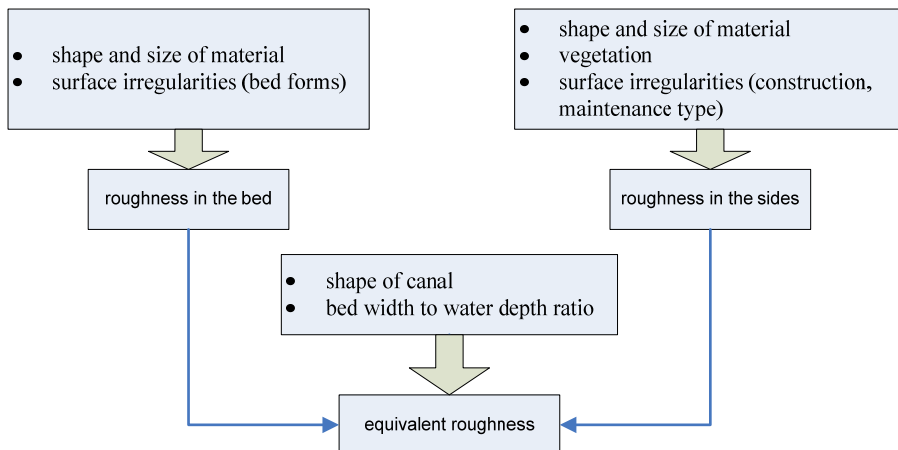 • shape and size of material
• surface irregularities (bed forms)
• shape and size of material
• vegetation
• surface irregularities (construction,
maintenance type)
roughness in the bed
roughness in the sides
• shape of canal
• bed width to water depth ratio
equivalent roughness